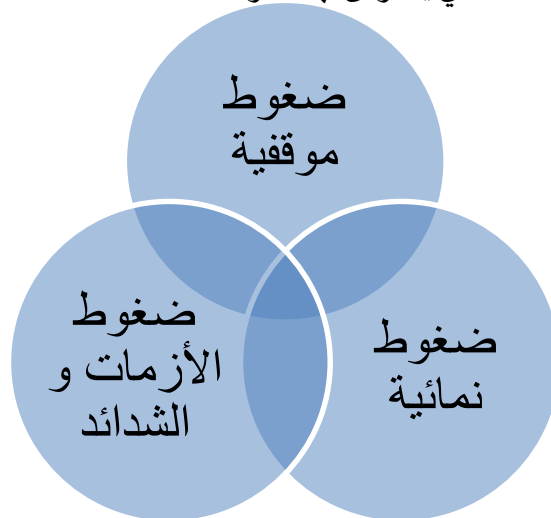 ضغوط
موقفية
ضغوط
نمائية
ضغوط
الأزمات و
الشدائد